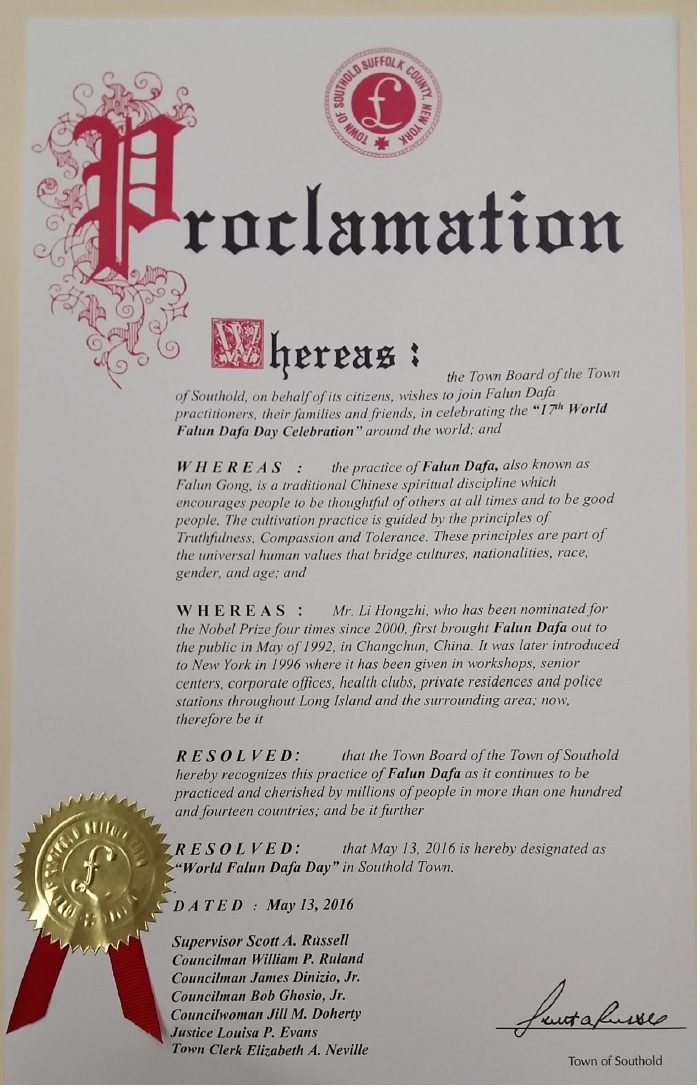 TOWN OF SOUTHOLD SUFFOLK COUNTY, NEW YORK
Proclamation
Whereas :
the Town Board of the Town
of Southold, on behalf of its citizens, wishes to join Falun Dafa
practitioners, their families and friends, in celebrating the “17th World
Falun Dafa Day Celebration” around the world; and
WHEREAS : the practice of Falun Dafa, also known as
Falun Gong, is a traditional Chinese spiritual discipline which
encourages people to be thoughtful of others at all times and to be good
people. The cultivation practice is guided by the principles of
Truthfulness, Compassion and Tolerance. These principles are part of
the universal human values that bridge cultures, nationalities, race,
gender, and age; and
WHEREAS : Mr. Li Hongzhi, who has been nominated for
the Nobel Prize four times since 2000, first brought Falun Dafa out to
the public in May of 1992, in Changchun, China. It was later introduced
to New York in 1996 where it has been given in workshops, senior
centers, corporate offices, health clubs, private residences and police
stations throughout Long Island and the surrounding area; now,
therefore be it
RESOLVED: that the Town Board of the Town of Southold
hereby recognizes this practice of Falun Dafa as it continues to be
practiced and cherished by millions of people in more than one hundred
and fourteen countries; and be it further
RESOLVED: that May 13, 2016 is hereby designated as
“World Falun Dafa Day” in Southold Town.
DATED : May 13, 2016
Supervisor Scott A. Russell
Councilman William P. Ruland
Councilman James Dinizio, Jr.
Councilman Bob Ghosio, Jr.
Councilwoman Jill M. Doherty
Justice Louisa P. Evans
Town Clerk Elizabeth A. Neville
Town of Southold